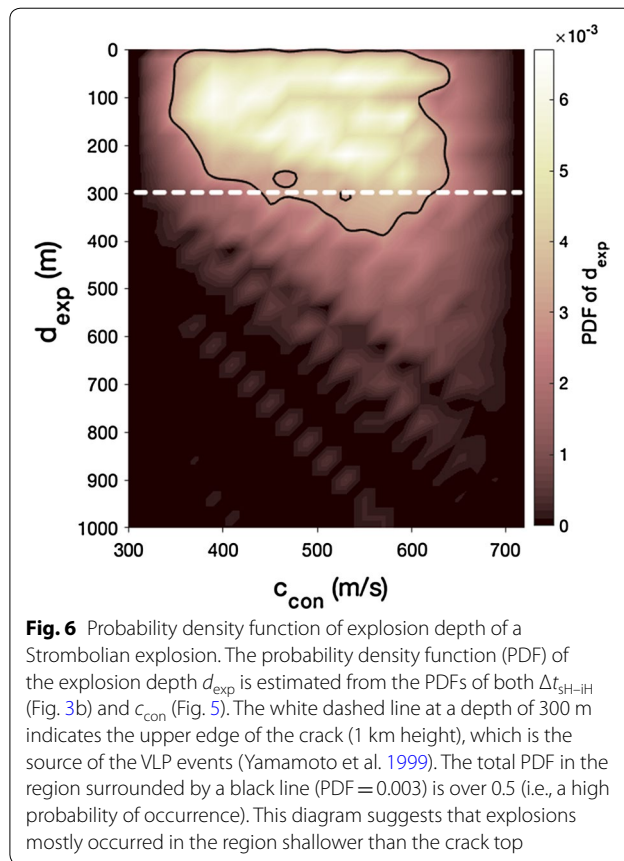 ×10⁻³
0
100
200
300
400
500
600
700
800
900
1000
d_exp (m)
300
400
500
600
700
c_con (m/s)
6
5
4
3
2
1
0
PDF of d_exp
Fig. 6 Probability density function of explosion depth of a
Strombolian explosion. The probability density function (PDF) of
the explosion depth d_exp is estimated from the PDFs of both Δt_sH–iH
(Fig. 3b) and c_con (Fig. 5). The white dashed line at a depth of 300 m
indicates the upper edge of the crack (1 km height), which is the
source of the VLP events (Yamamoto et al. 1999). The total PDF in the
region surrounded by a black line (PDF = 0.003) is over 0.5 (i.e., a high
probability of occurrence). This diagram suggests that explosions
mostly occurred in the region shallower than the crack top